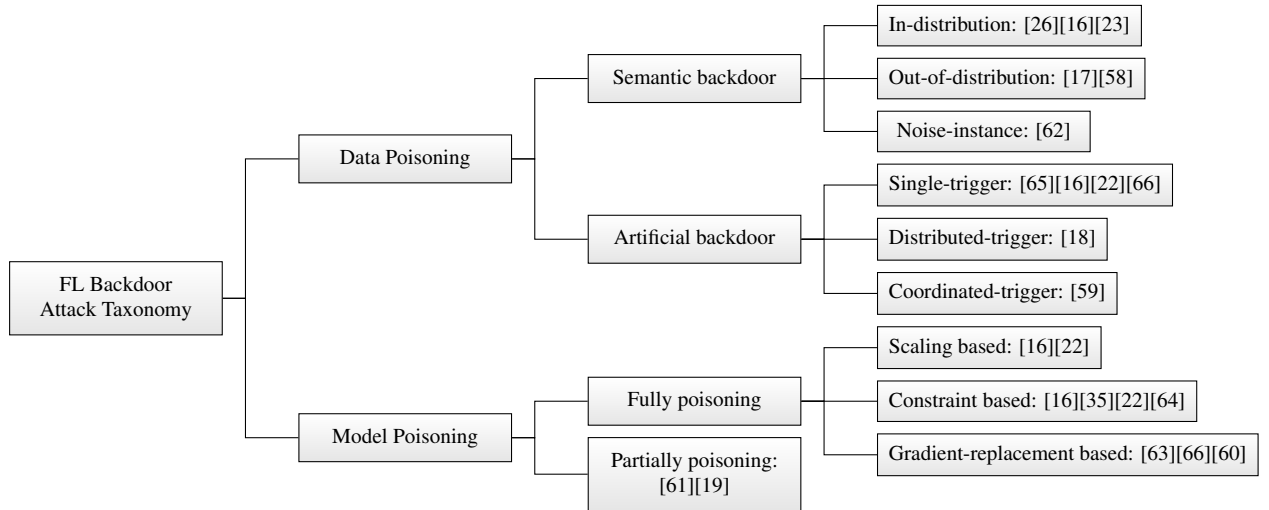 FL Backdoor
Attack Taxonomy
Data Poisoning
Semantic backdoor
In-distribution: [26][16][23]
Out-of-distribution: [17][58]
Noise-instance: [62]
Artificial backdoor
Single-trigger: [65][16][22][66]
Distributed-trigger: [18]
Coordinated-trigger: [59]
Model Poisoning
Fully poisoning
Scaling based: [16][22]
Constraint based: [16][35][22][64]
Gradient-replacement based: [63][66][60]
Partially poisoning:
[61][19]